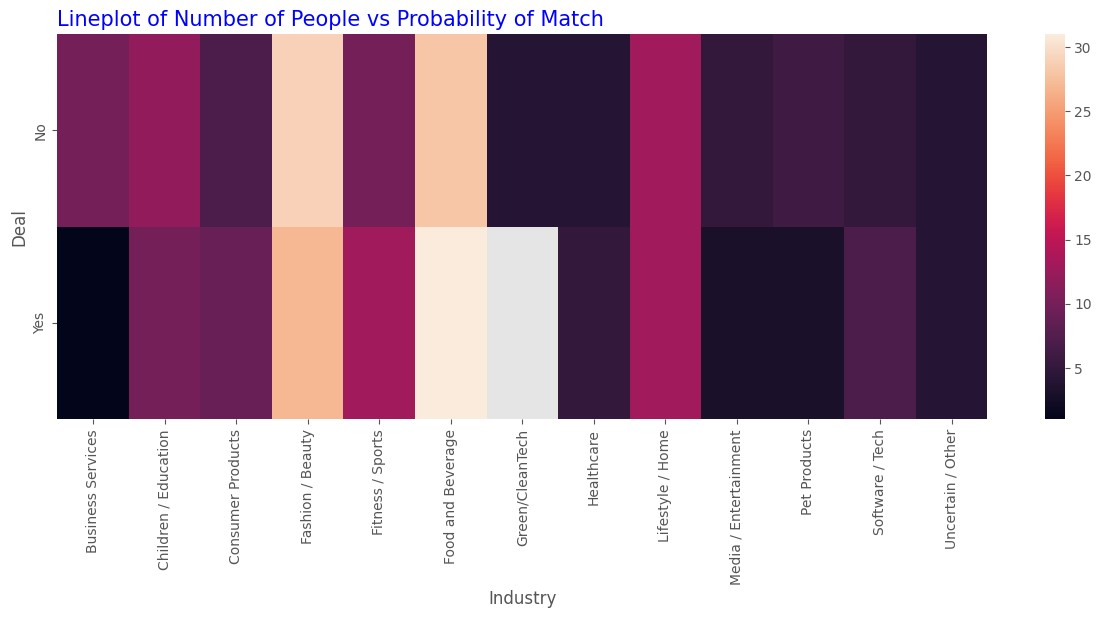 Lineplot of Number of People vs Probability of Match
Deal
No
Yes
30
25
20
15
10
5
Business Services
Children / Education
Consumer Products
Fashion / Beauty
Fitness / Sports
Food and Beverage
Green/CleanTech
Healthcare
Lifestyle / Home
Media / Entertainment
Pet Products
Software / Tech
Uncertain / Other
Industry